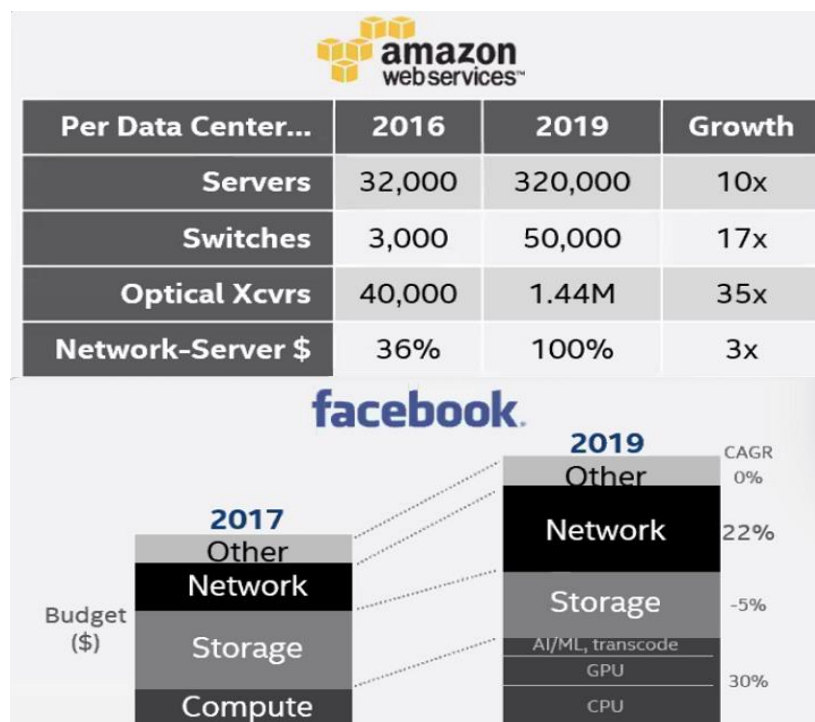 amazon
webservices™
Per Data Center... 2016 2019 Growth
Servers 32,000 320,000 10x
Switches 3,000 50,000 17x
Optical Xcvrs 40,000 1.44M 35x
Network-Server $ 36% 100% 3x
facebook.
2019 CAGR
Other 0%
2017
Other
Network 22%
Network
Budget
($)
Storage -5%
Storage
AI/ML, transcode
GPU
30%
Compute
CPU